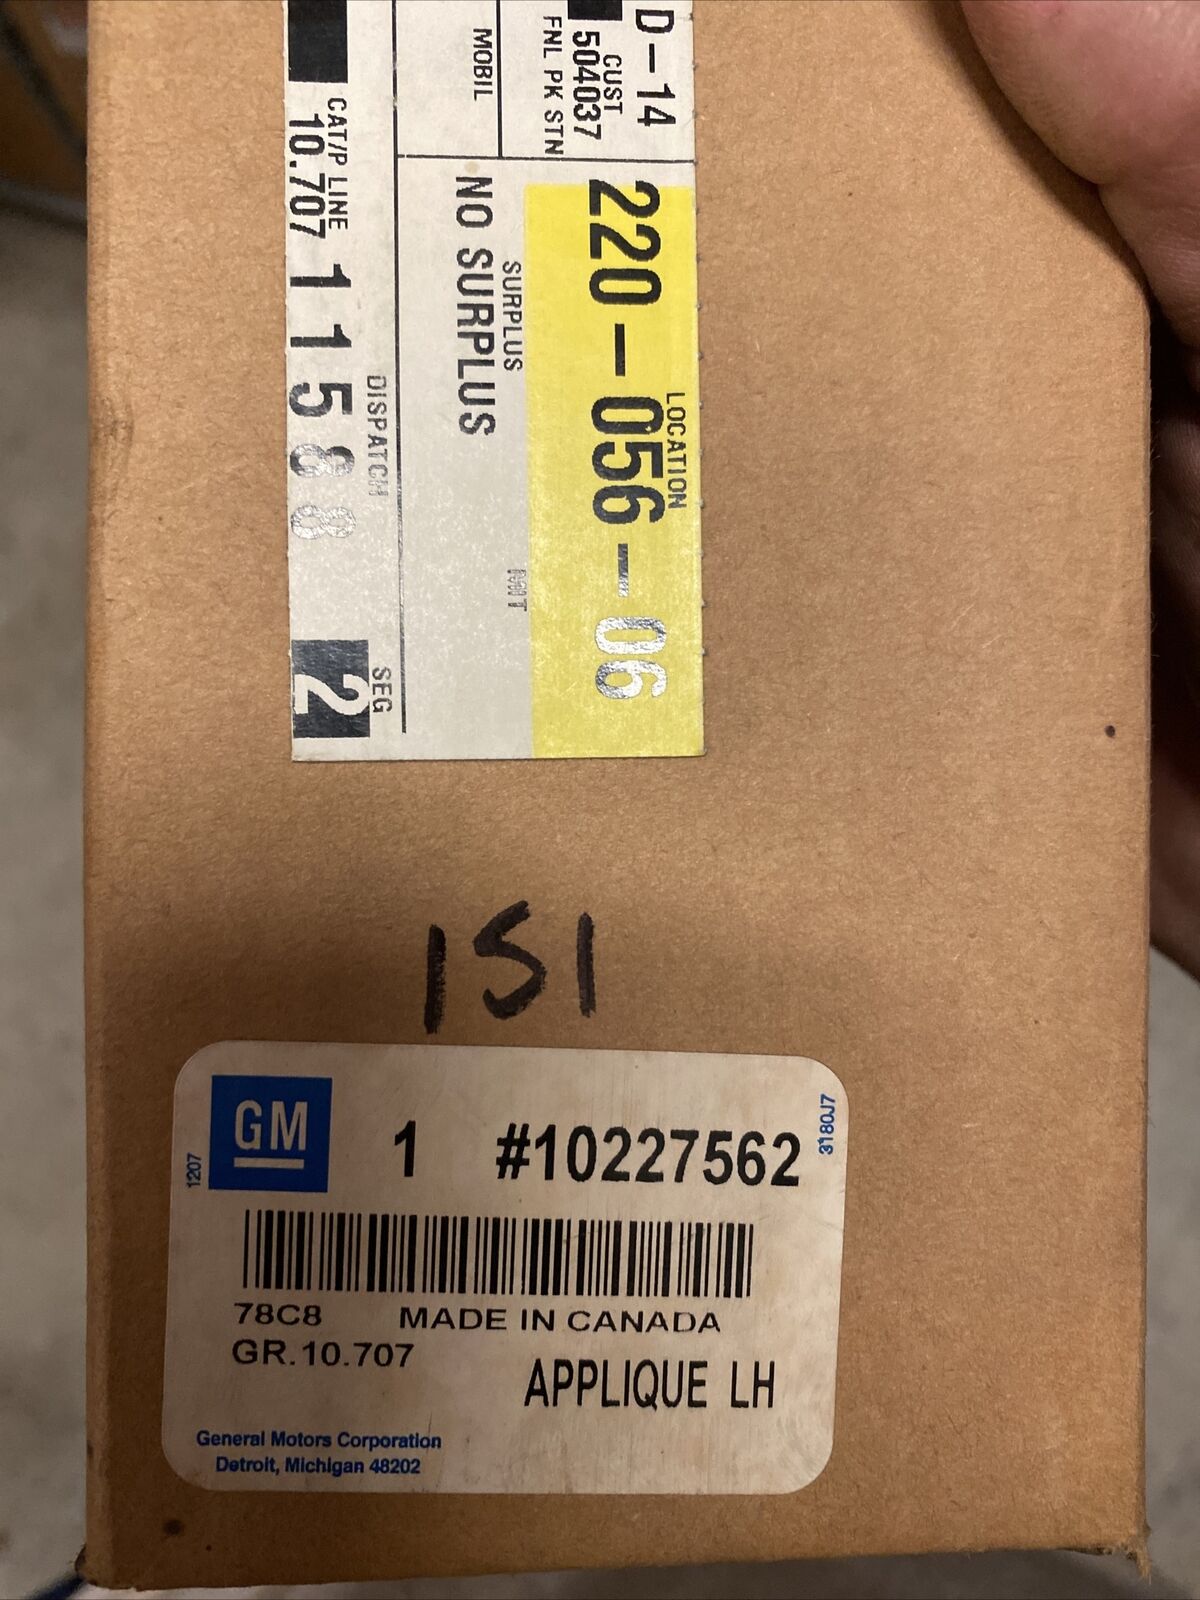 D-14
CUST
504037
FNL PK STN
MOBIL
LOCATION
220-056-06
SURPLUS
NO SURPLUS
MIT
CAT/P LINE
10.707
DISPATCH
11588
SEG
2
151
GM
1 #10227562
1207
3180J7
78C8 MADE IN CANADA
GR.10.707
APPLIQUE LH
General Motors Corporation
Detroit, Michigan 48202